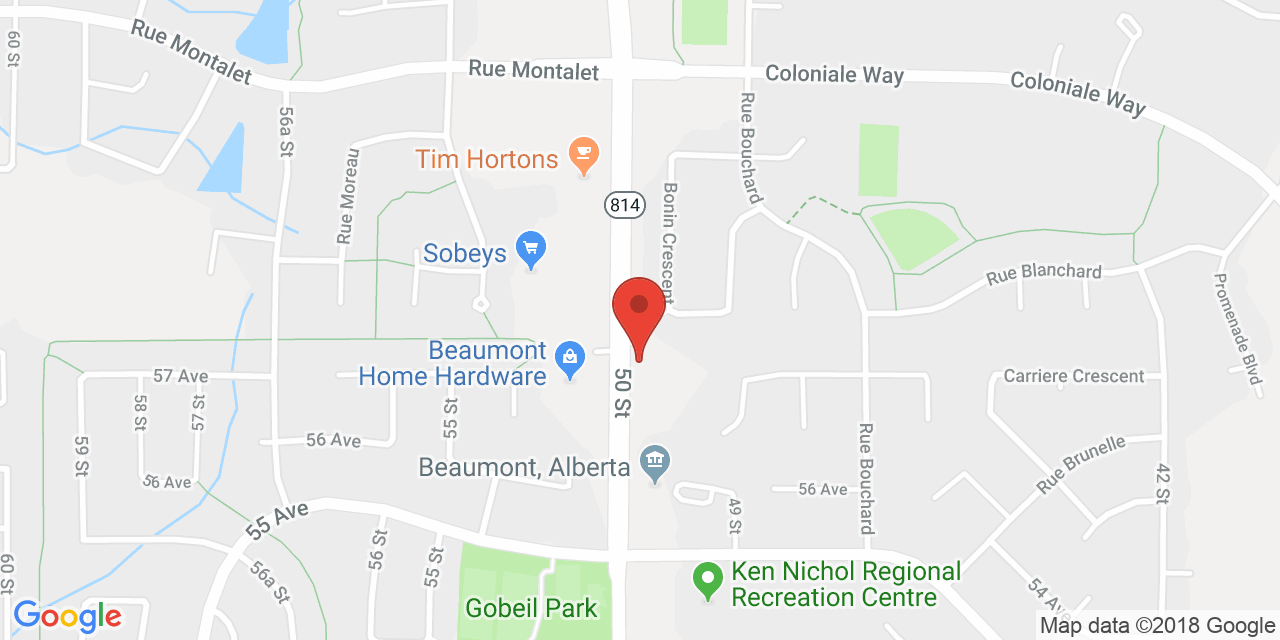 60 St
Rue Montalet
Rue Montalet
Coloniale Way
Coloniale Way
56a St
Rue Bouchard
Tim Hortons
Rue Moreau
814
Bonin Crescent
Sobeys
Rue Blanchard
Promenade Blvd
Beaumont
Home Hardware
50 St
57 Ave
58 St
57 St
55 St
Carriere Crescent
59 St
56 Ave
Rue Bouchard
Rue Brunelle
Beaumont, Alberta
56 Ave
56 Ave
42 St
49 St
55 Ave
56 St
55 St
60 St
56a St
Ken Nichol Regional
Recreation Centre
54 Ave
Gobeil Park
Google
Map data ©2018 Google